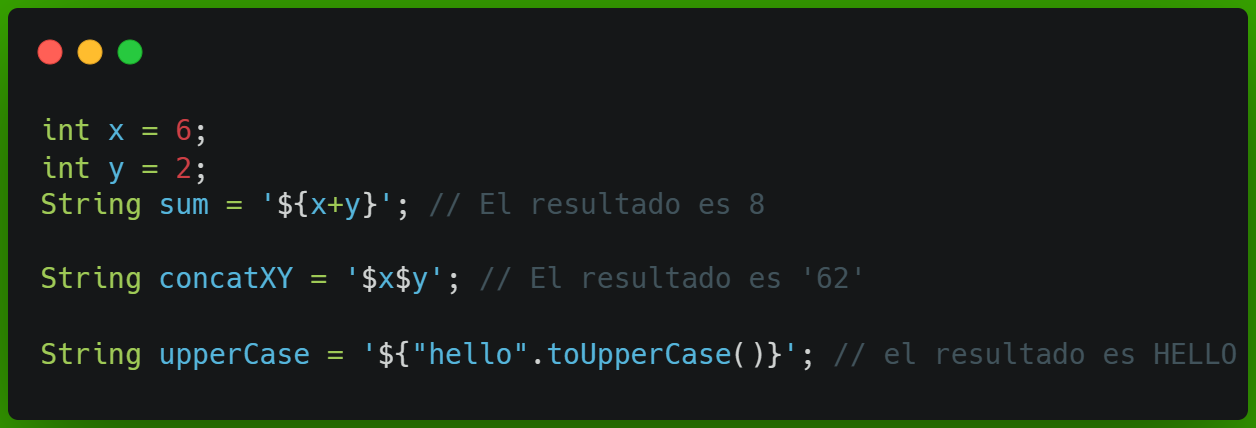 int x = 6;
int y = 2;
String sum = '${x+y}'; // El resultado es 8
String concatXY = '$x$y'; // El resultado es '62'
String upperCase = '${"hello".toUpperCase()}'; // el resultado es HELLO